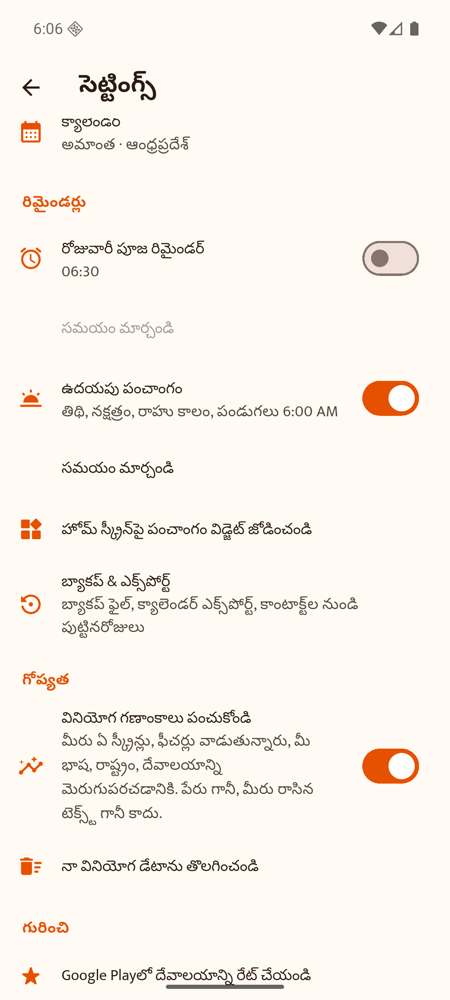 6:06
సెట్టింగ్స్
క్యాలెండర్
అమాంత · ఆంధ్రప్రదేశ్
రిమైండర్లు
రోజువారీ పూజ రిమైండర్
06:30
సమయం మార్చండి
ఉదయపు పంచాంగం
తిథి, నక్షత్రం, రాహు కాలం, పండుగలు 6:00 AM
సమయం మార్చండి
హోమ్ స్క్రీన్‌పై పంచాంగం విడ్జెట్ జోడించండి
బ్యాకప్ & ఎక్స్‌పోర్ట్
బ్యాకప్ ఫైల్, క్యాలెండర్ ఎక్స్‌పోర్ట్, కాంటాక్ట్‌ల నుండి
పుట్టినరోజులు
గోప్యత
వినియోగ గణాంకాలు పంచుకోండి
మీరు ఏ స్క్రీన్లు, ఫీచర్లు వాడుతున్నారు, మీ
భాష, రాష్ట్రం, దేవాలయాన్ని
మెరుగుపరచడానికి. పేరు గానీ, మీరు రాసిన
టెక్స్ట్ గానీ కాదు.
నా వినియోగ డేటాను తొలగించండి
గురించి
Google Playలో దేవాలయాన్ని రేట్ చేయండి